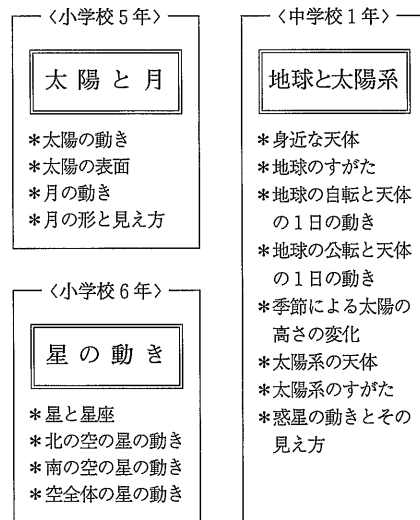 〈小学校5年〉
太陽と月
*太陽の動き
*太陽の表面
*月の動き
*月の形と見え方
〈小学校6年〉
星の動き
*星と星座
*北の空の星の動き
*南の空の星の動き
*空全体の星の動き
〈中学校1年〉
地球と太陽系
*身近な天体
*地球のすがた
*地球の自転と天体
の1日の動き
*地球の公転と天体
の1日の動き
*季節による太陽の
高さの変化
*太陽系の天体
*太陽系のすがた
*惑星の動きとその
見え方